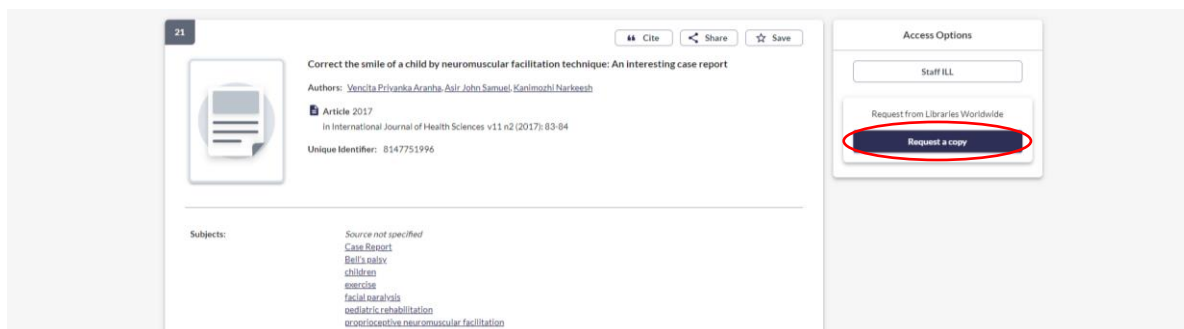 21
Cite
Share
Save
Correct the smile of a child by neuromuscular facilitation technique: An interesting case report
Authors: Vencita Priyanka Aranha, Asir John Samuel, Kanimozhi Narkeesh
Article 2017
in International Journal of Health Sciences v11 n2 (2017): 83-84
Unique Identifier: 8147751996
Subjects:
Source not specified
Case Report
Bell's palsy
children
exercise
facial paralysis
pediatric rehabilitation
proprioceptive neuromuscular facilitation
Access Options
Staff ILL
Request from Libraries Worldwide
Request a copy